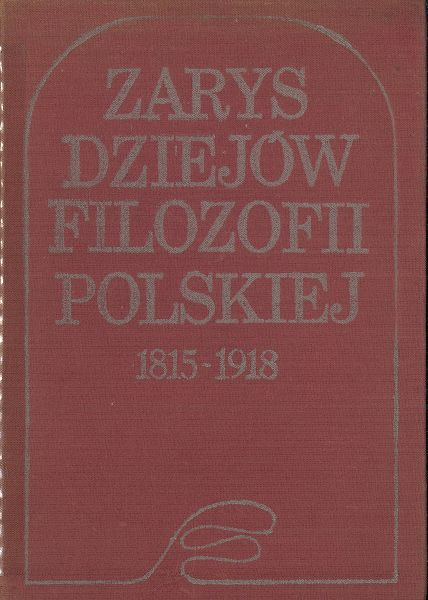 ZARYS
DZIEJÓW
FILOZOFII
POLSKIEJ
1815-1918